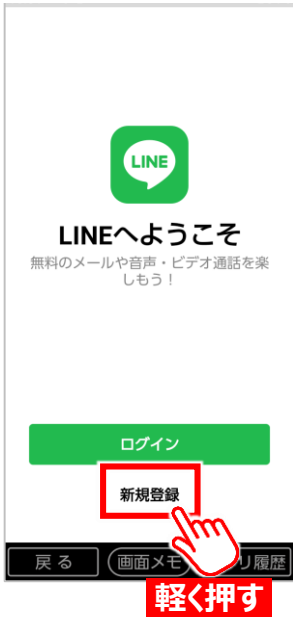 LINE
LINEへようこそ
無料のメールや音声・ビデオ通話を楽
しもう！
ログイン
新規登録
戻る
画面メモ
リ履歴
軽く押す